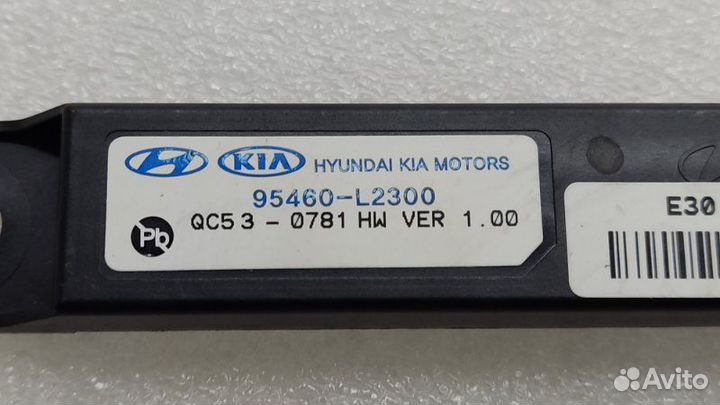 KIA HYUNDAI KIA MOTORS
95460-L2300
Pb QC53-0781 HW VER 1.00
E30
Avito